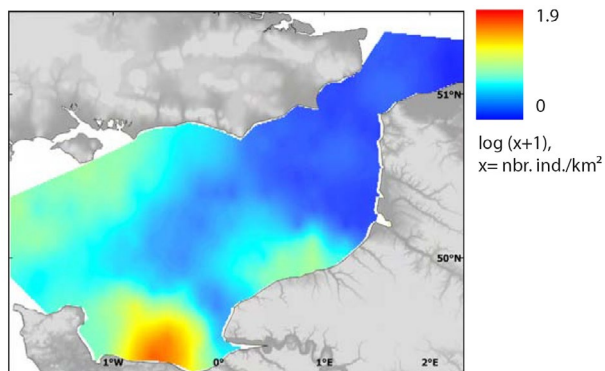 1.9
0
log (x+1),
x= nbr. ind./km²
51°N
50°N
1°W
0°
1°E
2°E